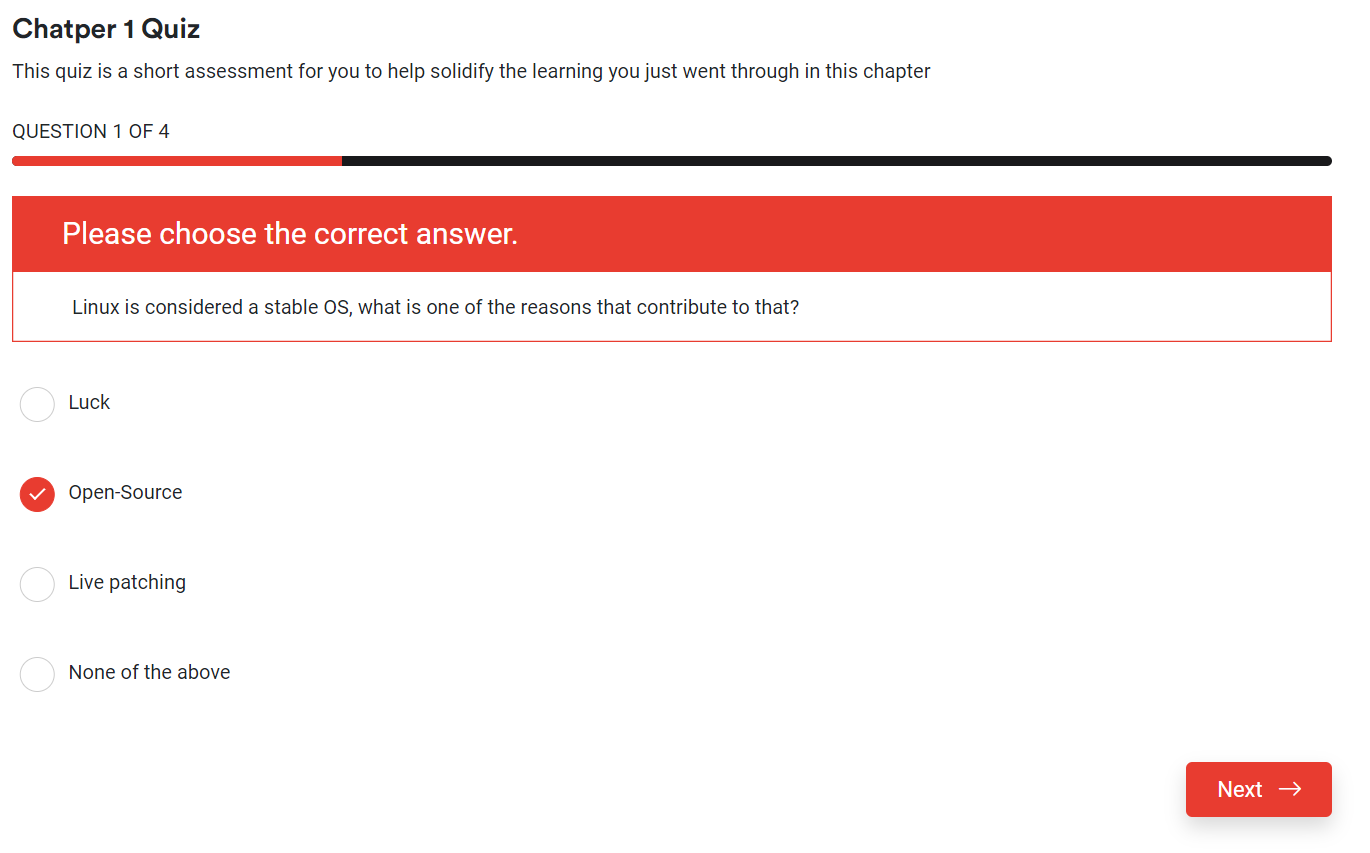 Chatper 1 Quiz
This quiz is a short assessment for you to help solidify the learning you just went through in this chapter
QUESTION 1 OF 4
Please choose the correct answer.
Linux is considered a stable OS, what is one of the reasons that contribute to that?
Luck
Open-Source
Live patching
None of the above
Next